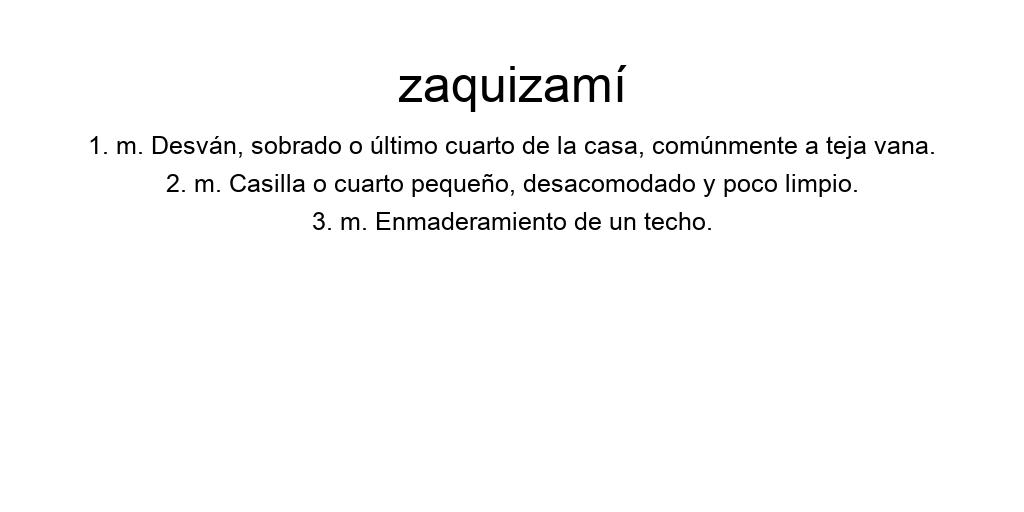 zaquizamí
1. m. Desván, sobrado o último cuarto de la casa, comúnmente a teja vana.
2. m. Casilla o cuarto pequeño, desacomodado y poco limpio.
3. m. Enmaderamiento de un techo.